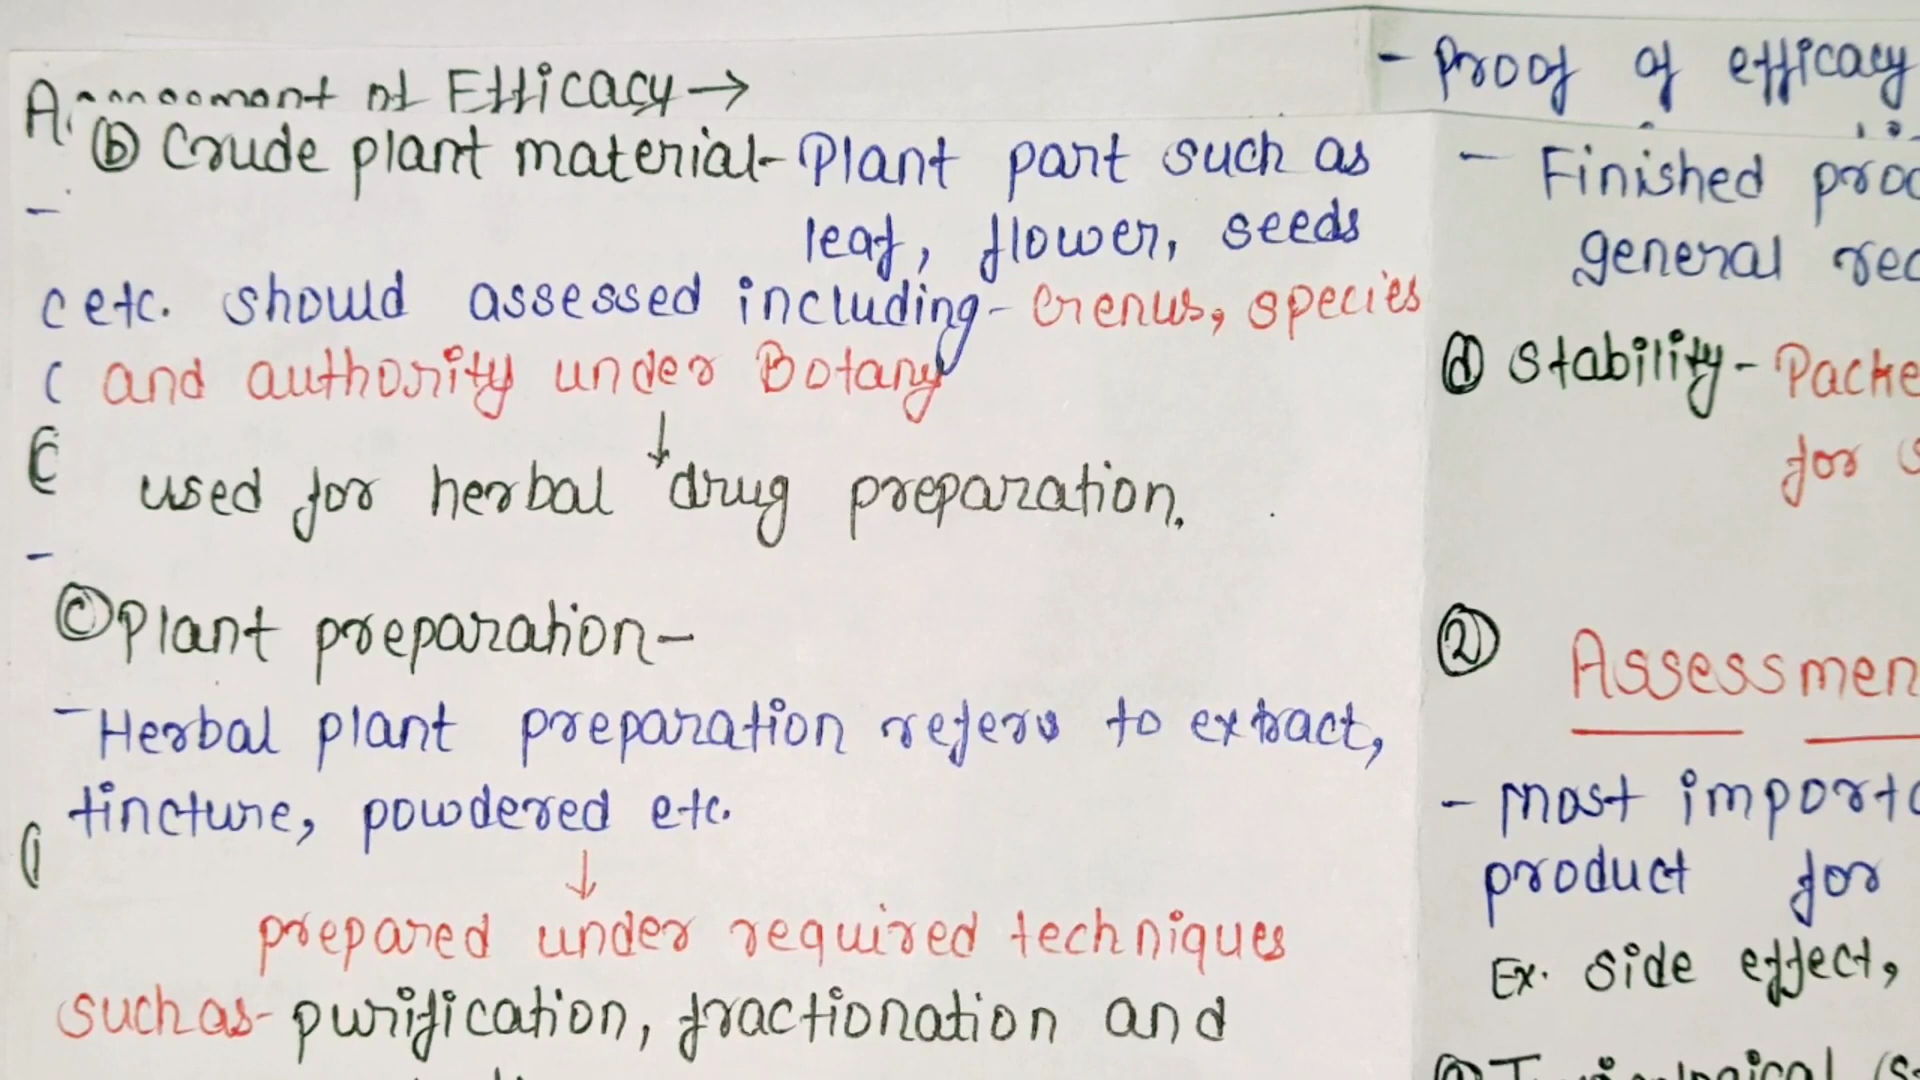 Assessment of Efficacy →
ⓑ Crude plant material- Plant part such as
leaf, flower, seeds
etc. should assessed including- Genus, species
and authority under Botany
↓
used for herbal drug preparation.
ⓒ Plant preparation-
- Herbal plant preparation refers to extract,
tincture, powdered etc.
↓
prepared under required techniques
such as- purification, fractionation and
- Proof of efficacy
- Finished
general
ⓓ Stability-
for
②
- most
product for
Ex. side effect,